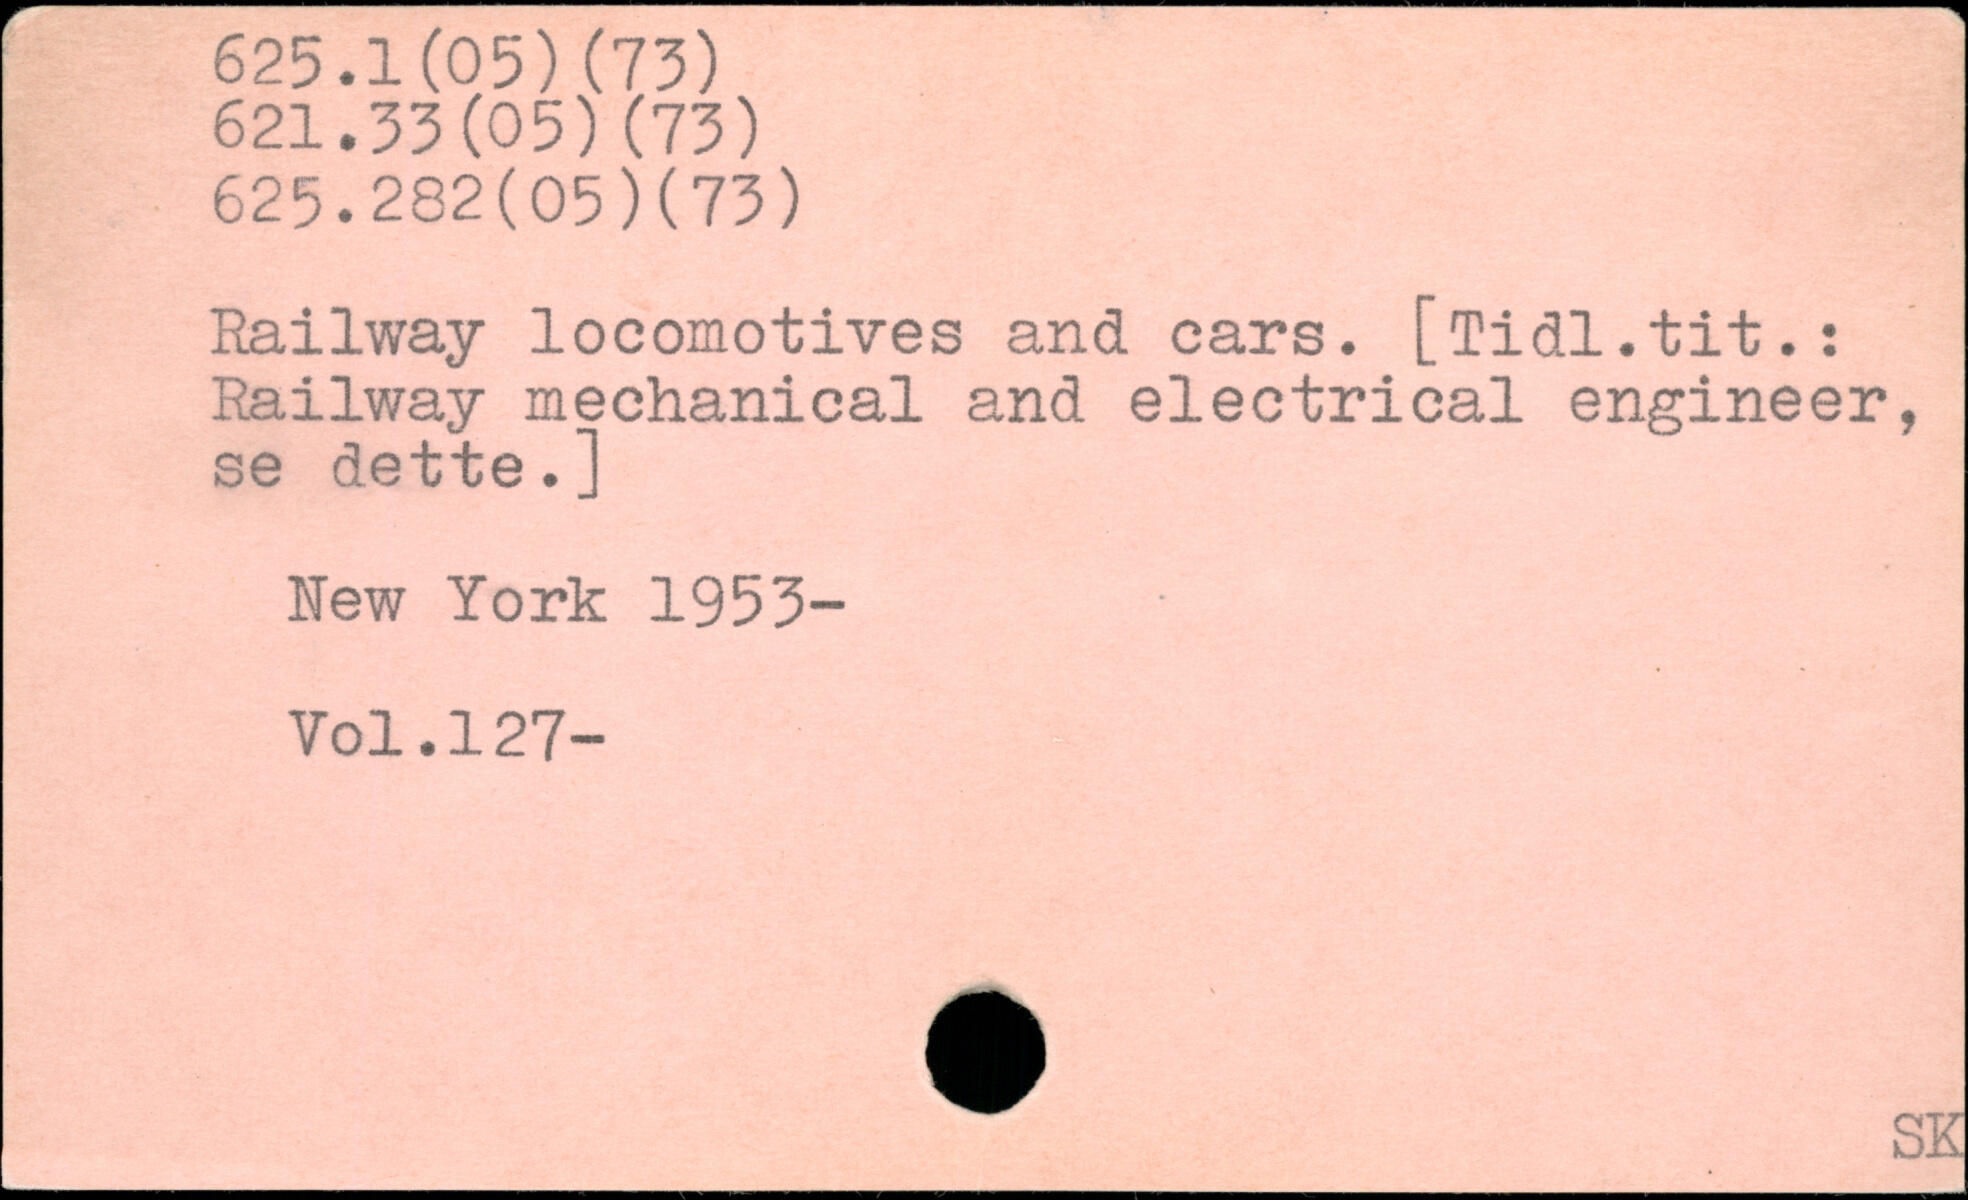 625.1(05)(73)
621.33(05)(73)
625.282(05)(73)
Railway locomotives and cars. [Tidl.tit.:
Railway mechanical and electrical engineer,
se dette.]
New York 1953-
Vol.127-
SK